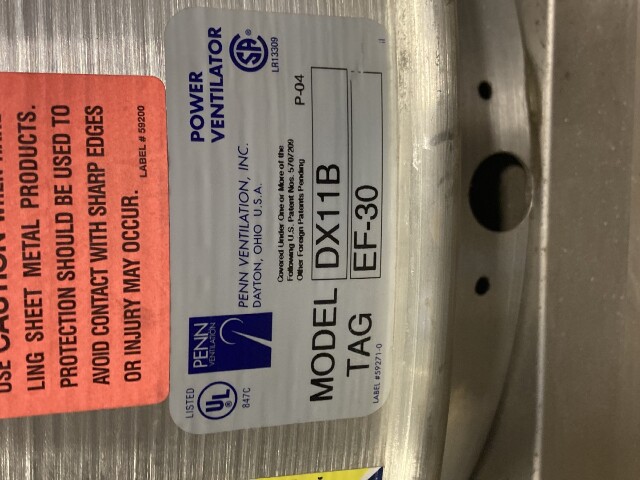 USE CAUTION WHEN
LING SHEET METAL PRODUCTS.
PROTECTION SHOULD BE USED TO
AVOID CONTACT WITH SHARP EDGES
OR INJURY MAY OCCUR.
LABEL # 59200
POWER
VENTILATOR
SA
LR13309
PENN
VENTILATION
PENN VENTILATION, INC.
DAYTON, OHIO U.S.A.
LISTED
UL
®
847C
Covered Under One or More of the
Following U.S. Patent Nos. 5707209
Other Foreign Patents Pending
P-04
MODEL DX11B
TAG EF-30
LABEL #59271-0